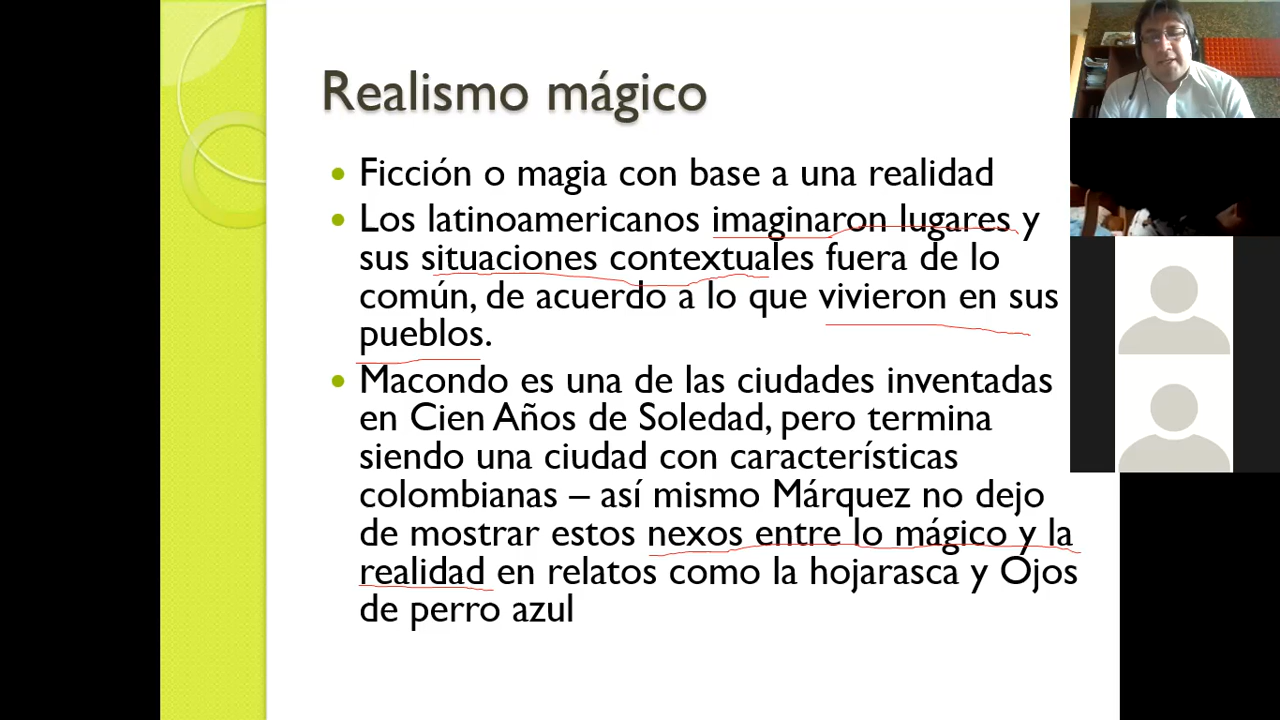 Realismo mágico
Ficción o magia con base a una realidad
Los latinoamericanos imaginaron lugares y
sus situaciones contextuales fuera de lo
común, de acuerdo a lo que vivieron en sus
pueblos.
Macondo es una de las ciudades inventadas
en Cien Años de Soledad, pero termina
siendo una ciudad con características
colombianas – así mismo Márquez no dejo
de mostrar estos nexos entre lo mágico y la
realidad en relatos como la hojarasca y Ojos
de perro azul